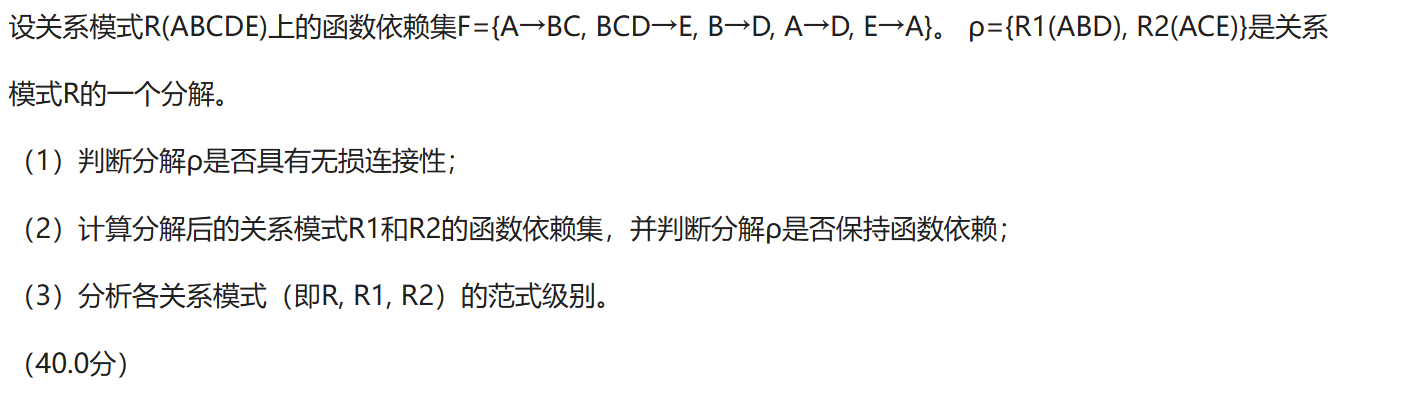 设关系模式R(ABCDE)上的函数依赖集F={A→BC, BCD→E, B→D, A→D, E→A}。 ρ={R1(ABD), R2(ACE)}是关系
模式R的一个分解。
（1）判断分解ρ是否具有无损连接性；
（2）计算分解后的关系模式R1和R2的函数依赖集，并判断分解ρ是否保持函数依赖；
（3）分析各关系模式（即R, R1, R2）的范式级别。
（40.0分）